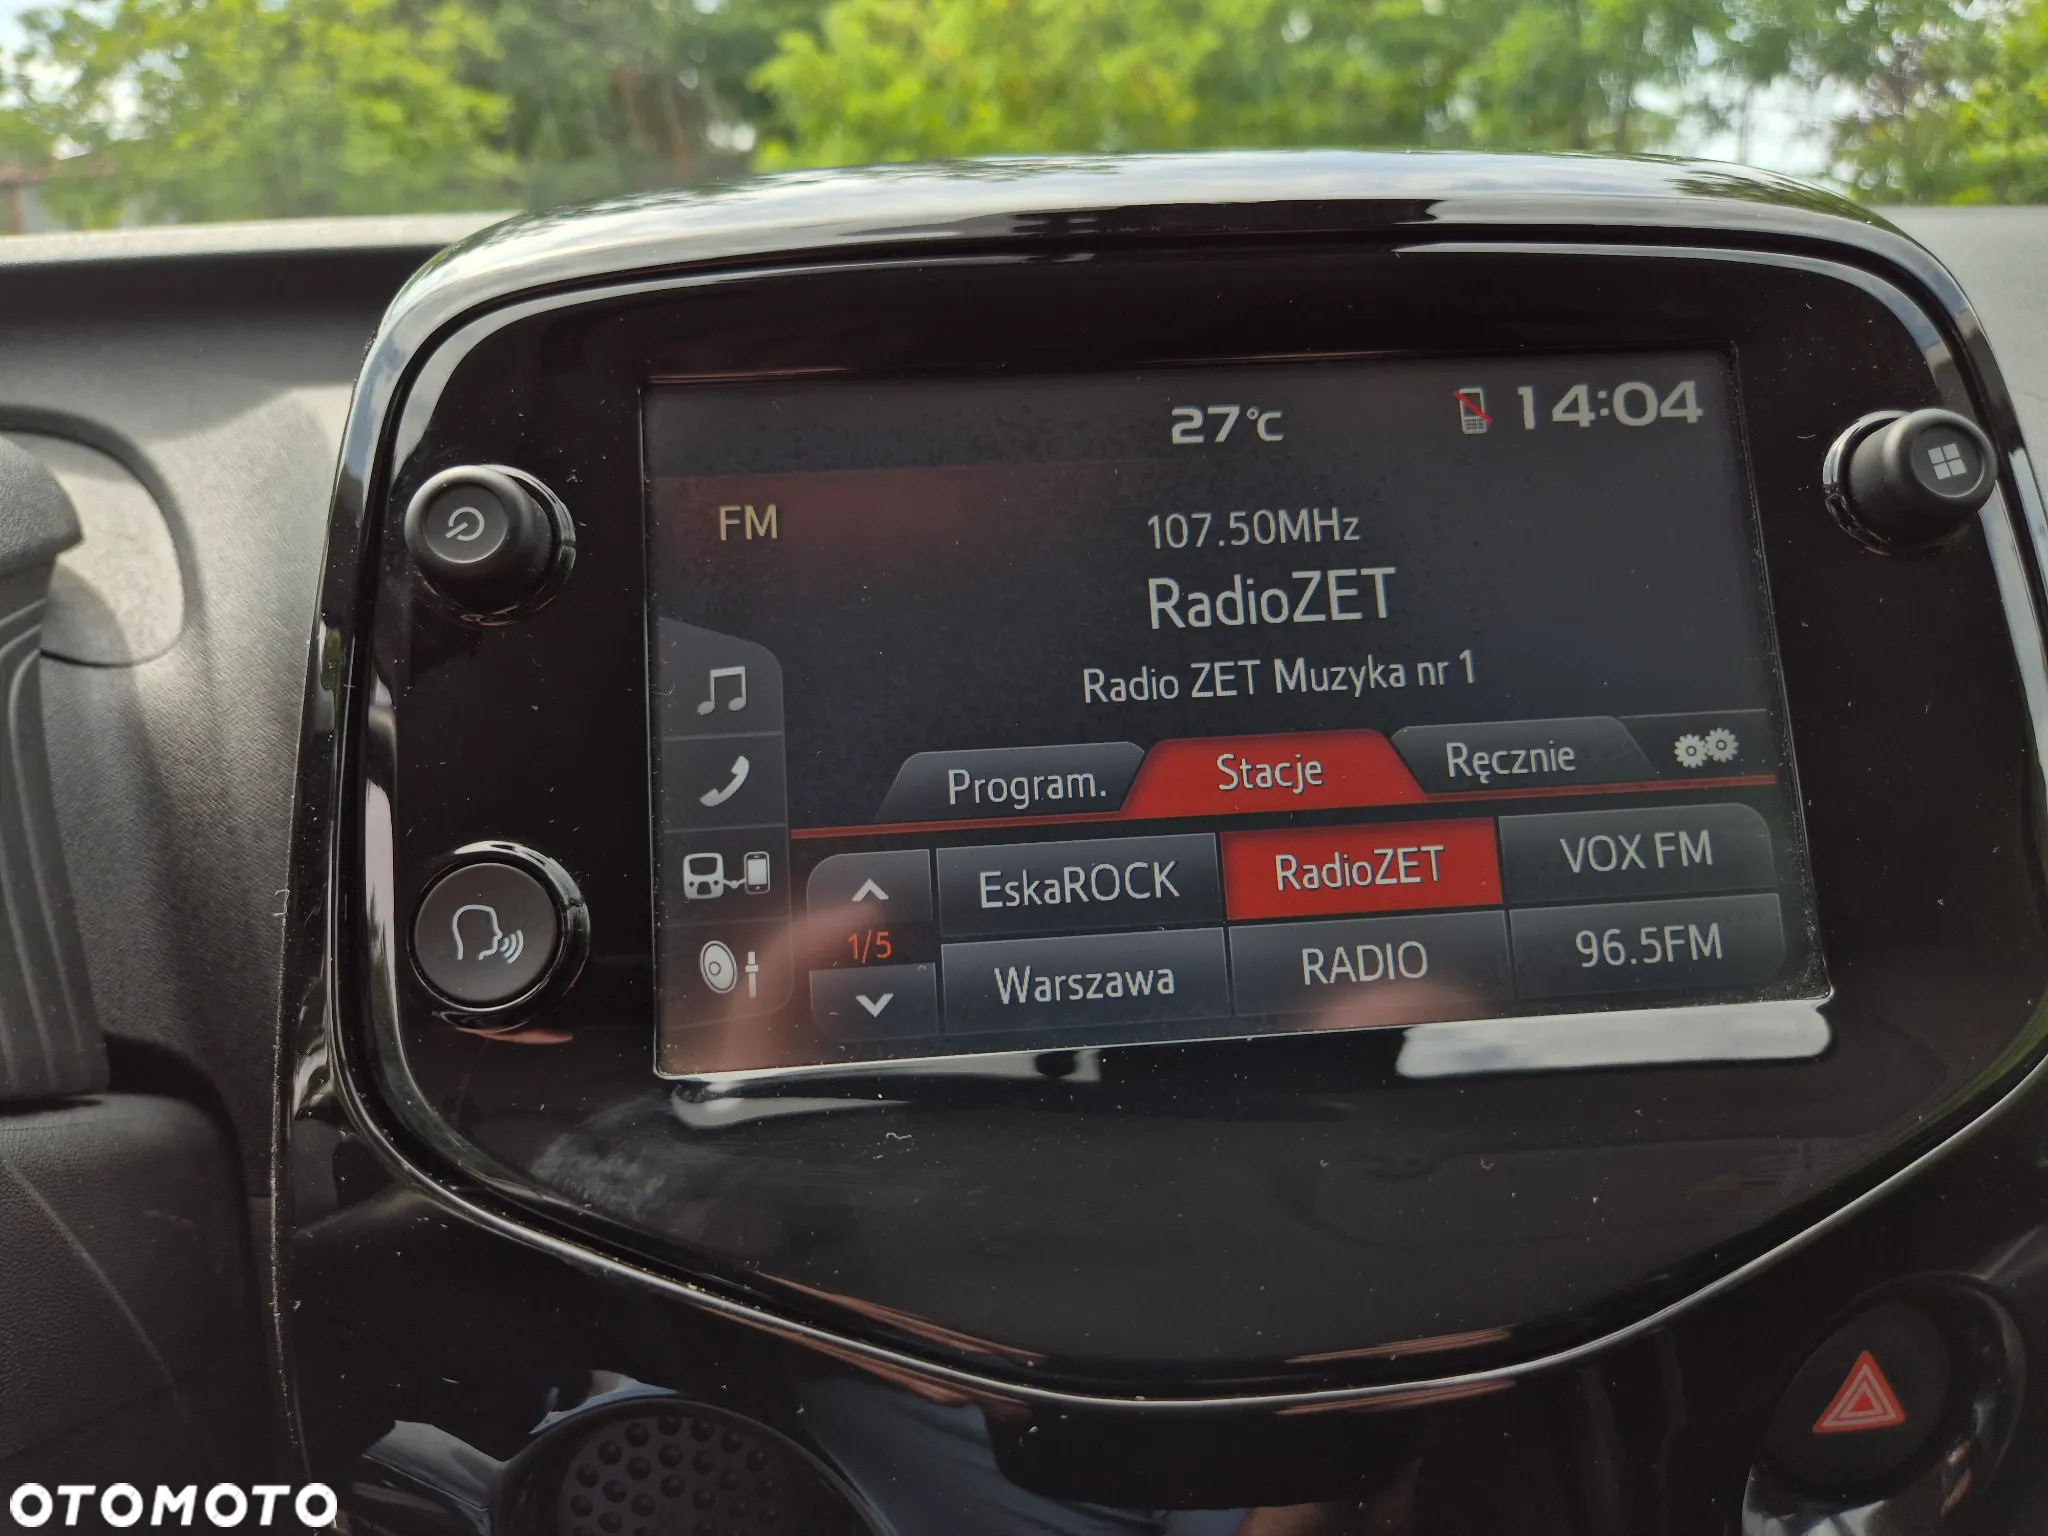 27°C
14:04
FM
107.50MHz
RadioZET
Radio ZET Muzyka nr 1
Program.
Stacje
Ręcznie
EskaROCK
RadioZET
VOX FM
1/5
Warszawa
RADIO
96.5FM
OTOMOTO